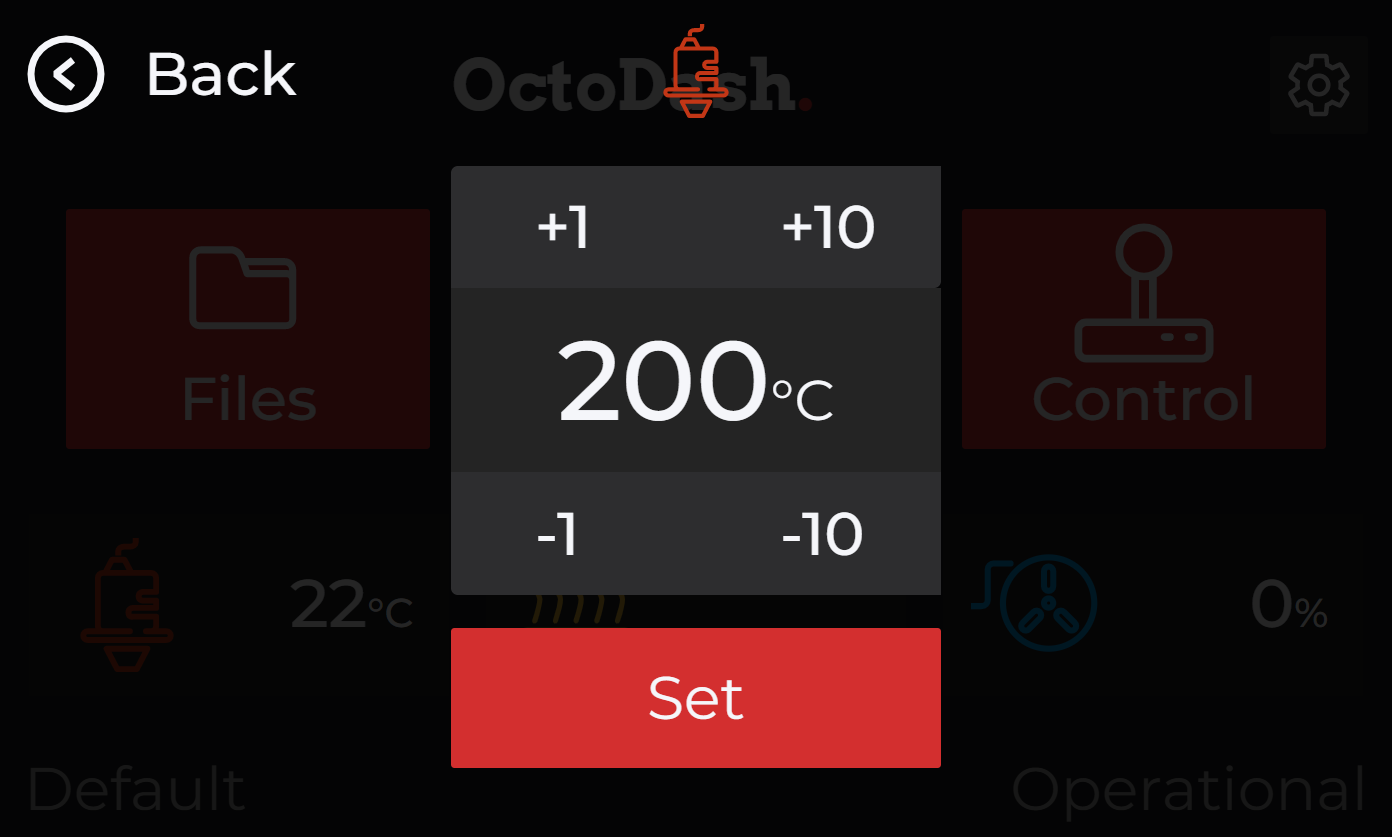 Back
OctoDash.
+1 +10
Files
200°C
Control
-1 -10
22°C
0%
Set
Default
Operational